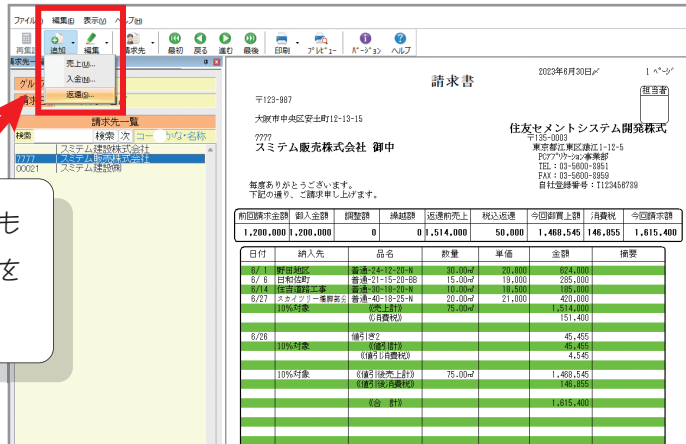 ファイル 編集(E) 表示(V) ヘルプ(H)
追加 編集 請求先 最初 戻る 進む 最後 印刷 プレビュー バージョン ヘルプ
売上(U)...
入金(N)...
返還(G)...
請求先一覧
検索 検索 次 コー かな・名称
スミテム建設株式会社
7777 スミテム販売株式会社
00021 スミテム建設㈱
も
を
請求書
2023年6月30日〆
1 ページ
担当者
〒123-987
大阪市中央区安土町12-13-15
7777
スミテム販売株式会社 御中
住友セメントシステム開発株式
〒135-0003
東京都江東区猿江1-12-5
PCアプリケーション事業部
TEL：03-5600-8951
FAX：03-5600-8959
自社登録番号：T123456789
毎度ありがとうございます。
下記の通り、ご請求申し上げます。
前回請求金額 御入金額 調整額 繰越額 返還前売上 税込返還 今回御買上額 消費税 今回請求額
1,200,000 1,200,000 0 0 1,514,000 50,000 1,468,545 146,855 1,615,400
日付 納入先 品名 数量 単価 金額 摘要
6/ 1 野田地区 普通-24-12-20-N 30.00㎥ 20,800 624,000
6/ 6 日和佐町 普通-21-15-20-BB 15.00㎥ 19,000 285,000
6/14 住吉道路工事 普通-30-18-20-N 10.00㎥ 18,500 185,000
6/27 スカイツリー橋脚部分 普通-40-18-25-N 20.00㎥ 21,000 420,000
10%対象 《売上計》 75.00㎥ 1,514,000
《消費税》 151,400
6/26 値引き2 45,455
10%対象 《値引計》 45,455
《値引消費税》 4,545
10%対象 《値引後売上計》 75.00㎥ 1,468,545
《値引後消費税》 146,855
《合 計》 1,615,400